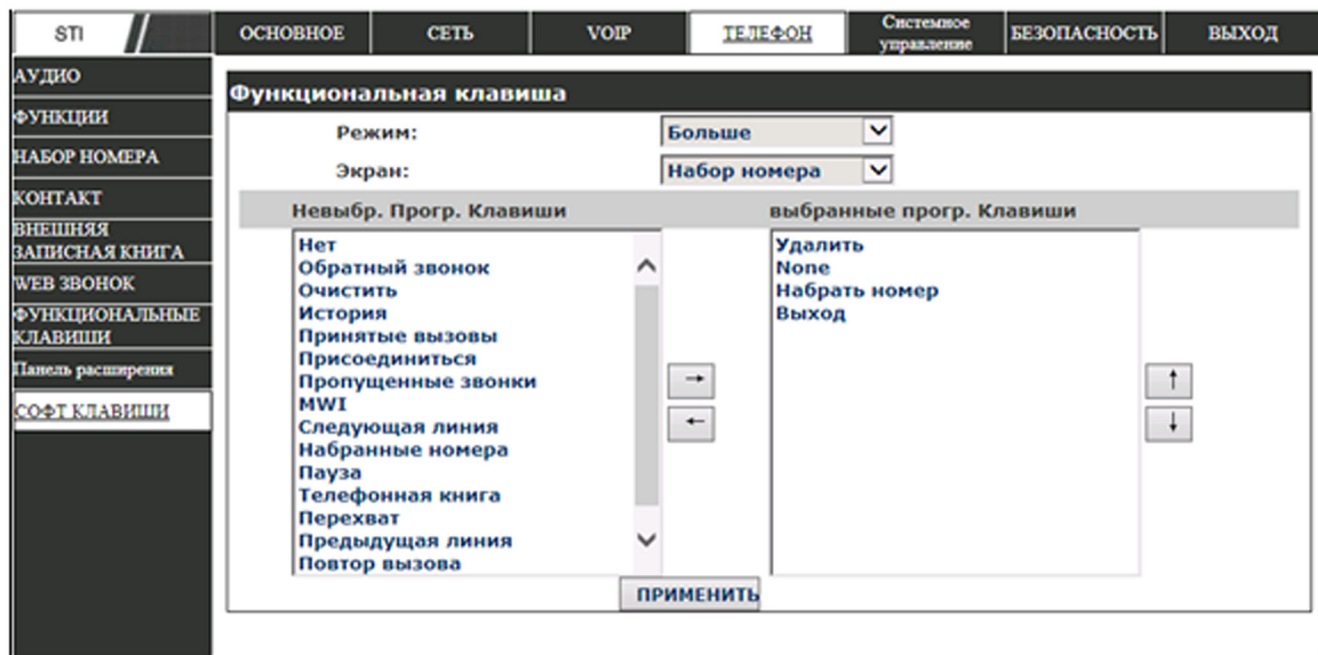 STI
ОСНОВНОЕ
СЕТЬ
VOIP
ТЕЛЕФОН
Системное
управление
БЕЗОПАСНОСТЬ
ВЫХОД
АУДИО
ФУНКЦИИ
НАБОР НОМЕРА
КОНТАКТ
ВНЕШНЯЯ
ЗАПИСНАЯ КНИГА
WEB ЗВОНОК
ФУНКЦИОНАЛЬНЫЕ
КЛАВИШИ
Панель расширения
СОФТ КЛАВИШИ
Функциональная клавиша
Режим: Больше
Экран: Набор номера
Невыбр. Прогр. Клавиши
Нет
Обратный звонок
Очистить
История
Принятые вызовы
Присоединиться
Пропущенные звонки
MWI
Следующая линия
Набранные номера
Пауза
Телефонная книга
Перехват
Предыдущая линия
Повтор вызова
→
←
выбранные прогр. Клавиши
Удалить
None
Набрать номер
Выход
↑
↓
ПРИМЕНИТЬ